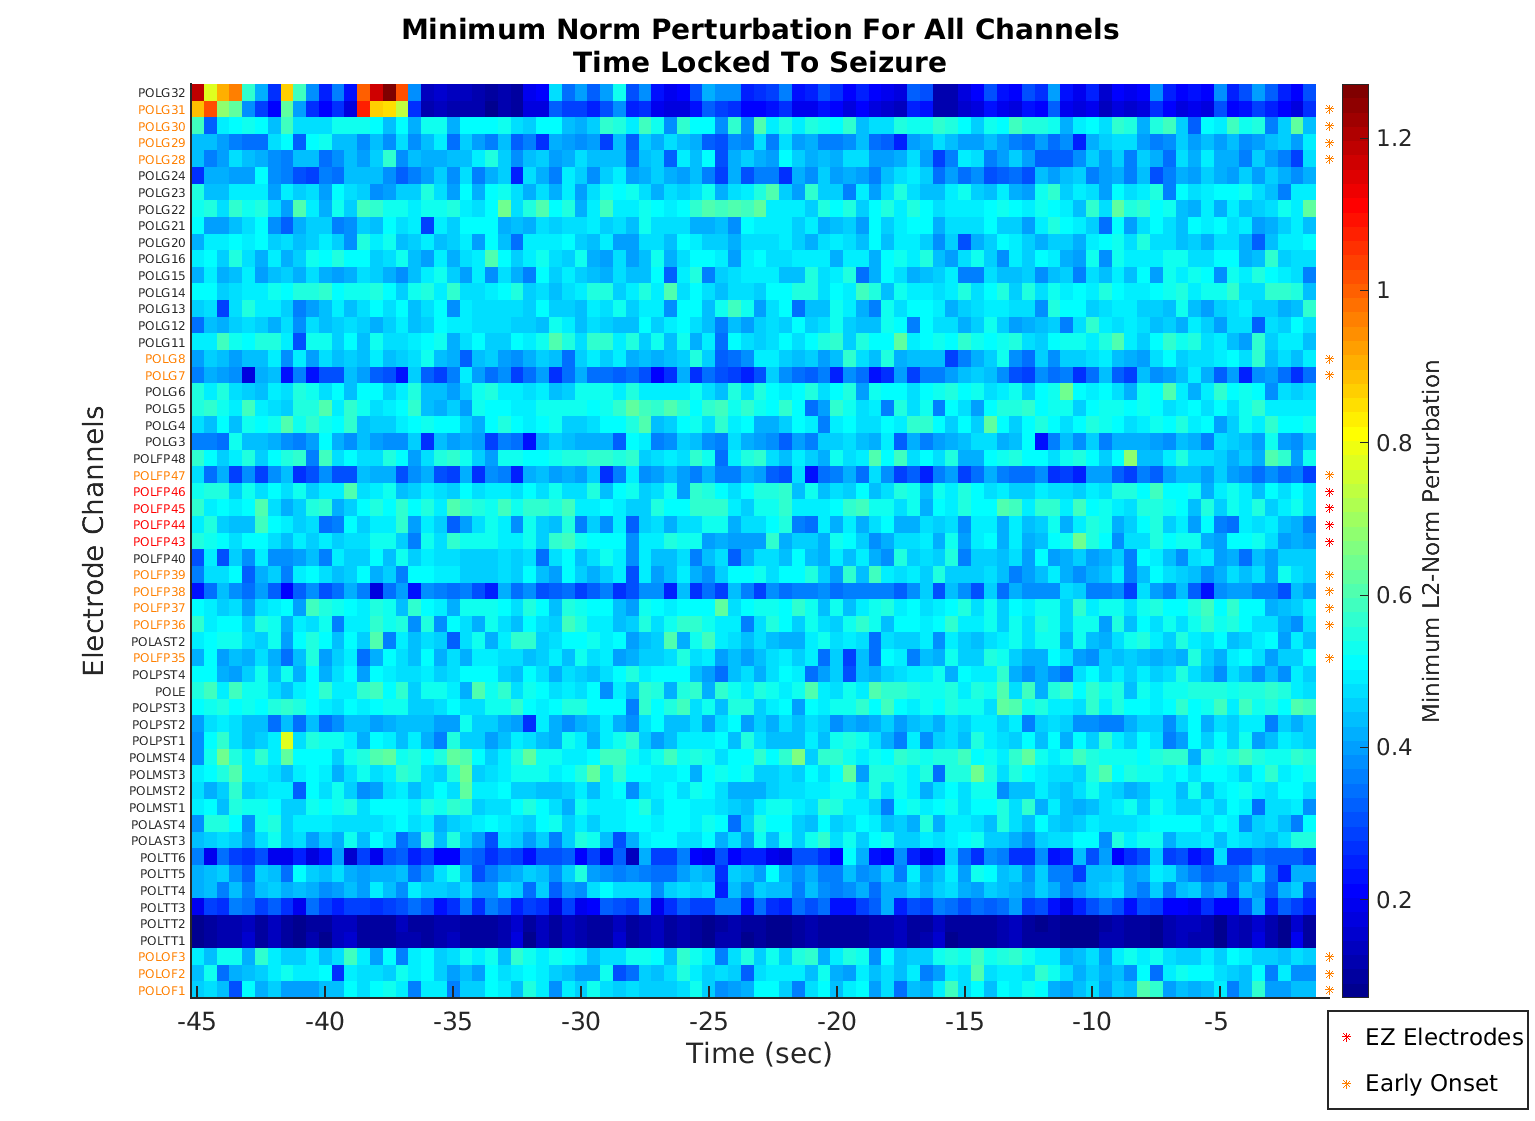 Minimum Norm Perturbation For All Channels
Time Locked To Seizure
Electrode Channels
POLG32
POLG31
POLG30
POLG29
POLG28
POLG24
POLG23
POLG22
POLG21
POLG20
POLG16
POLG15
POLG14
POLG13
POLG12
POLG11
POLG8
POLG7
POLG6
POLG5
POLG4
POLG3
POLFP48
POLFP47
POLFP46
POLFP45
POLFP44
POLFP43
POLFP40
POLFP39
POLFP38
POLFP37
POLFP36
POLAST2
POLFP35
POLPST4
POLE
POLPST3
POLPST2
POLPST1
POLMST4
POLMST3
POLMST2
POLMST1
POLAST4
POLAST3
POLTT6
POLTT5
POLTT4
POLTT3
POLTT2
POLTT1
POLOF3
POLOF2
POLOF1
-45 -40 -35 -30 -25 -20 -15 -10 -5
Time (sec)
1.2
1
0.8
0.6
0.4
0.2
Minimum L2-Norm Perturbation
EZ Electrodes
Early Onset